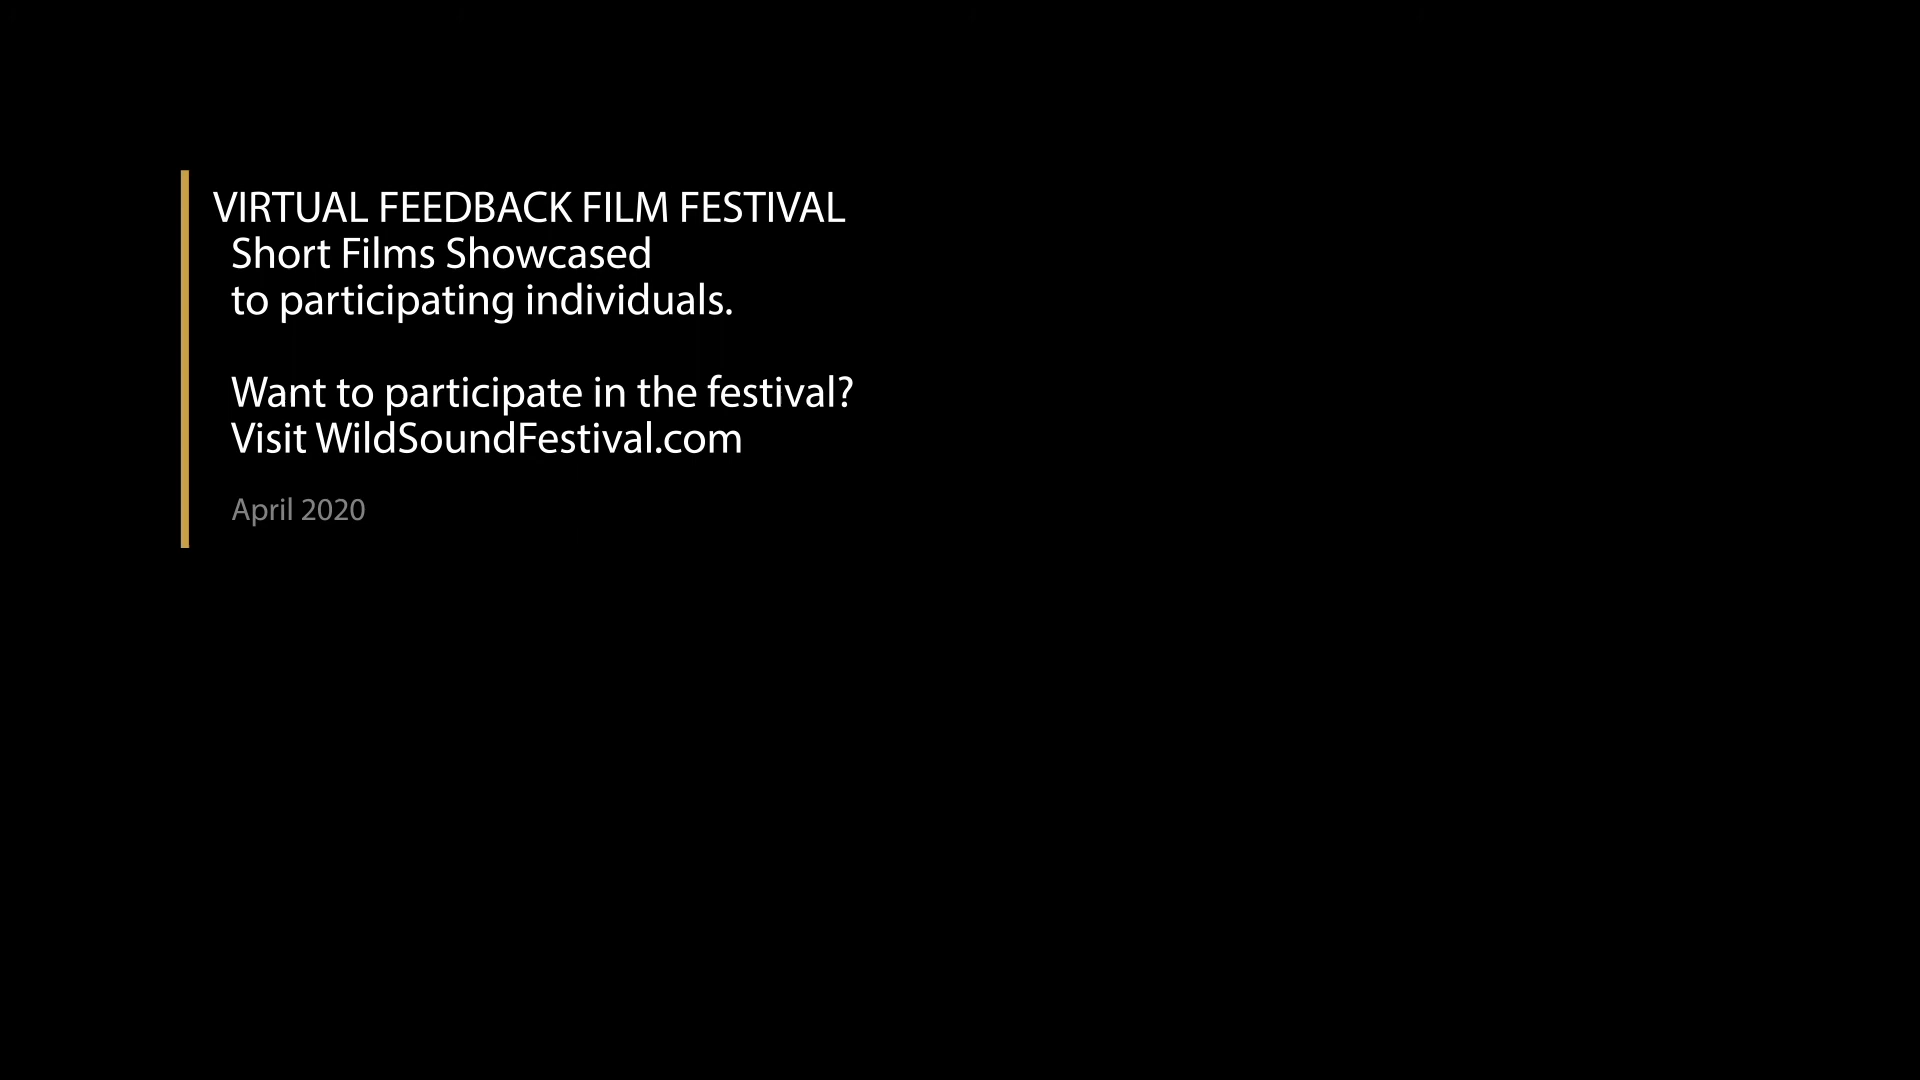 VIRTUAL FEEDBACK FILM FESTIVAL
Short Films Showcased
to participating individuals.
Want to participate in the festival?
Visit WildSoundFestival.com
April 2020